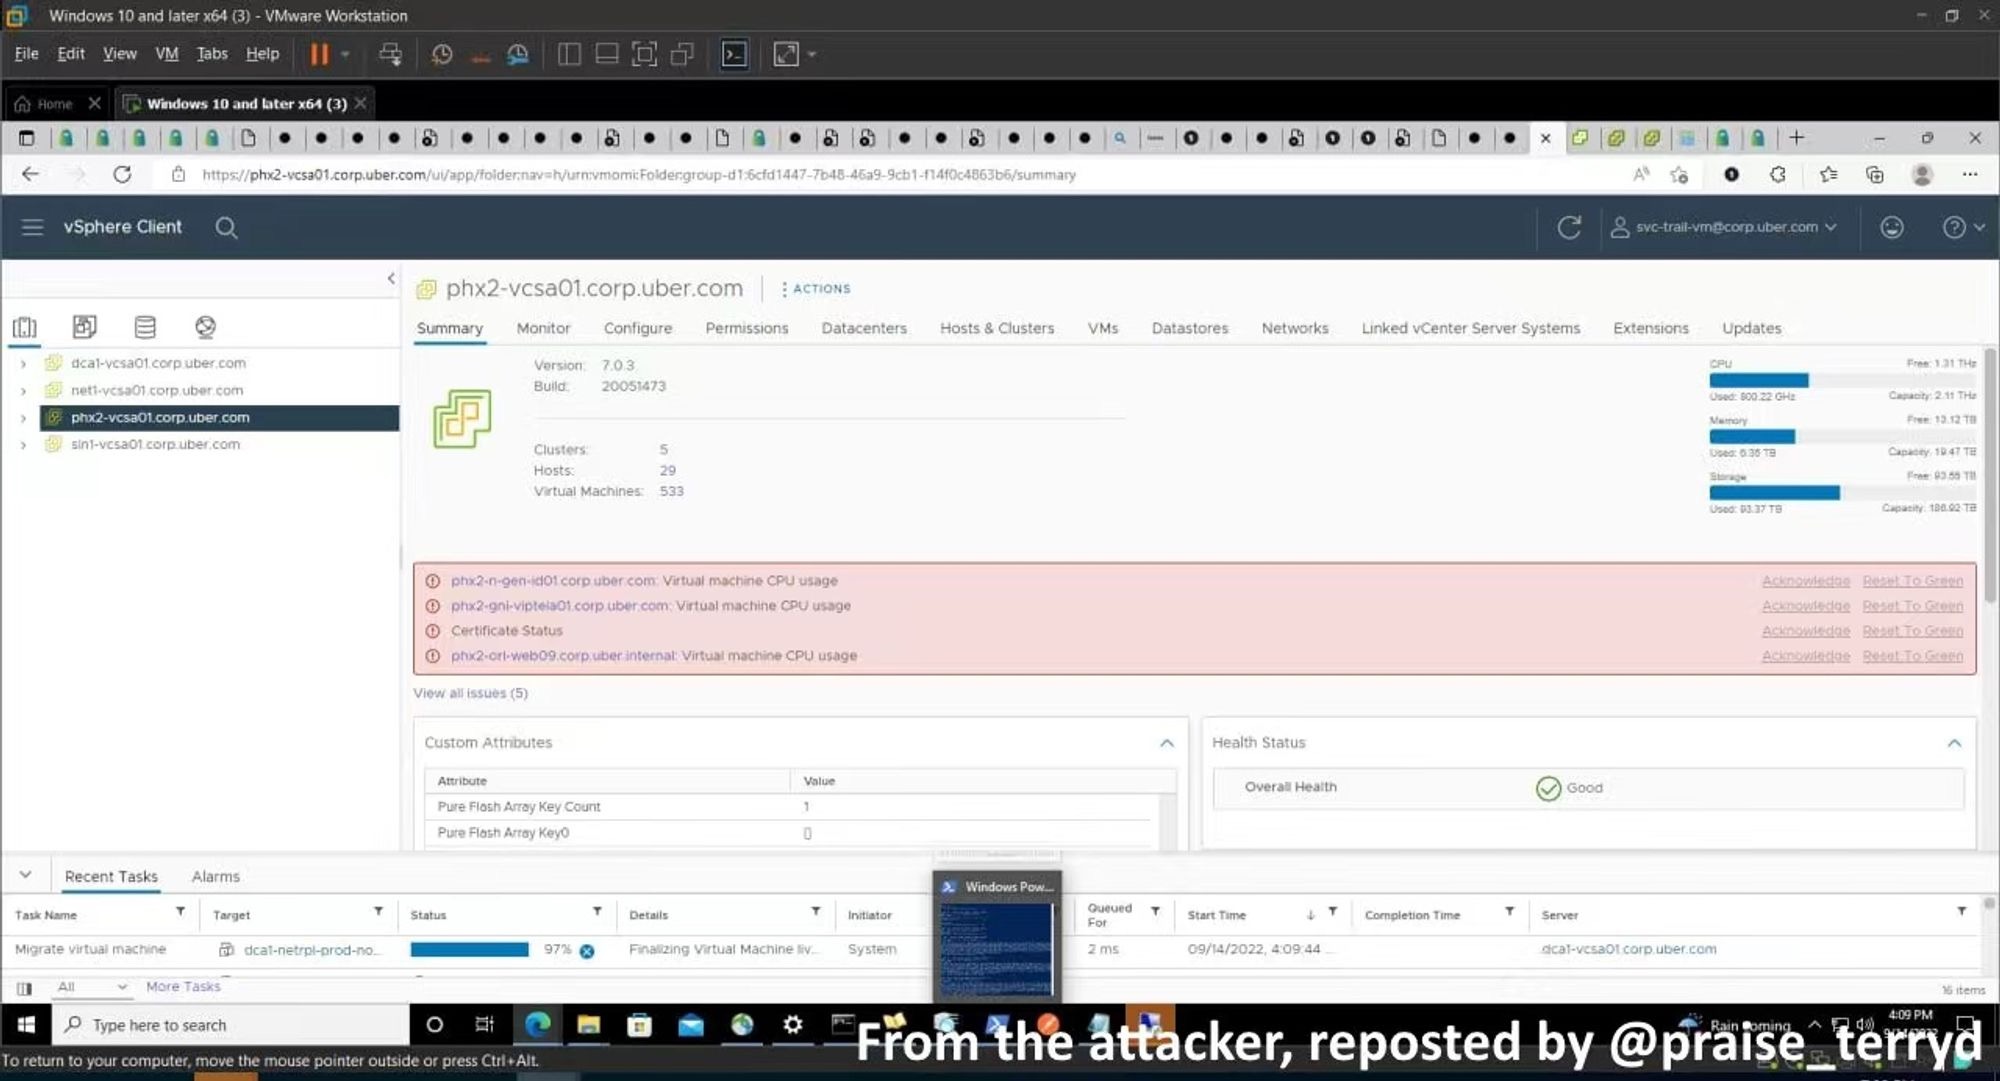 Windows 10 and later x64 (3) - VMware Workstation
File Edit View VM Tabs Help
Home Windows 10 and later x64 (3)
https://phx2-vcsa01.corp.uber.com/ui/app/folder;nav=h/urn:vmomi:Folder:group-d1:6cfd1447-7b48-46a9-9cb1-f14f0c4863b6/summary
vSphere Client svc-trail-vm@corp.uber.com
phx2-vcsa01.corp.uber.com ACTIONS
Summary Monitor Configure Permissions Datacenters Hosts & Clusters VMs Datastores Networks Linked vCenter Server Systems Extensions Updates
dca1-vcsa01.corp.uber.com
net1-vcsa01.corp.uber.com
phx2-vcsa01.corp.uber.com
sin1-vcsa01.corp.uber.com
Version: 7.0.3
Build: 20051473
Clusters: 5
Hosts: 29
Virtual Machines: 533
CPU Free: 1.31 THz
Used: 800.22 GHz Capacity: 2.11 THz
Memory Free: 13.12 TB
Used: 6.35 TB Capacity: 19.47 TB
Storage Free: 93.55 TB
Used: 93.37 TB Capacity: 186.92 TB
phx2-n-gen-id01.corp.uber.com: Virtual machine CPU usage Acknowledge Reset To Green
phx2-gni-viptela01.corp.uber.com: Virtual machine CPU usage Acknowledge Reset To Green
Certificate Status Acknowledge Reset To Green
phx2-orl-web09.corp.uber.internal: Virtual machine CPU usage Acknowledge Reset To Green
View all issues (5)
Custom Attributes
Attribute Value
Pure Flash Array Key Count 1
Pure Flash Array Key0 []
Health Status
Overall Health Good
Recent Tasks Alarms
Windows Pow...
Task Name Target Status Details Initiator Queued For Start Time Completion Time Server
Migrate virtual machine dca1-netrpl-prod-no... 97% Finalizing Virtual Machine liv... System 2 ms 09/14/2022, 4:09:44 ... dca1-vcsa01.corp.uber.com
All More Tasks 16 items
Type here to search Rain coming 4:09 PM
From the attacker, reposted by @praise_terryd
To return to your computer, move the mouse pointer outside or press Ctrl+Alt.